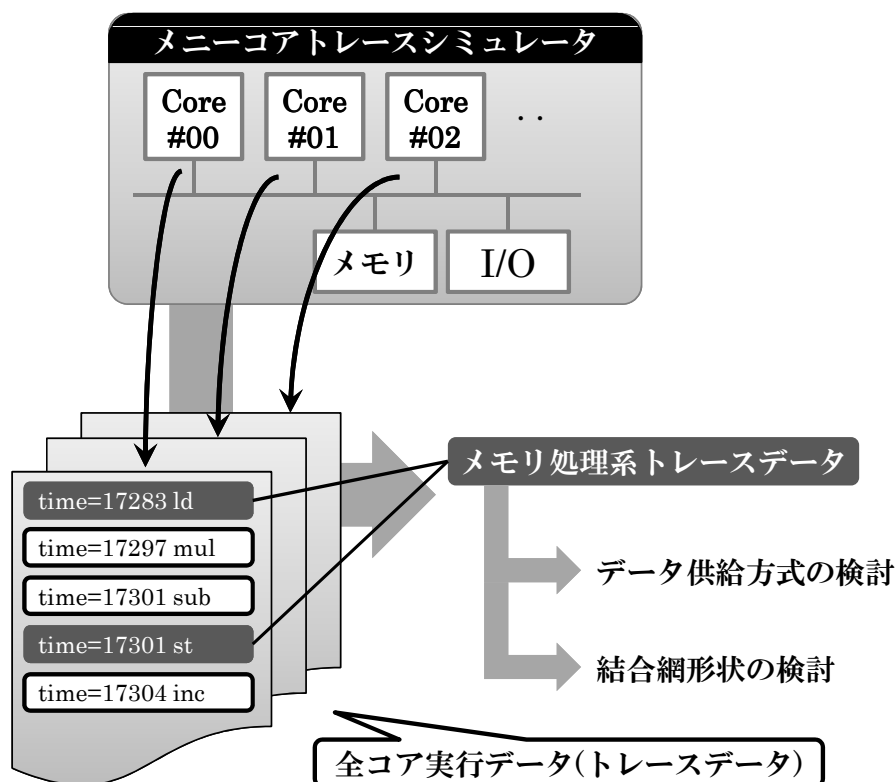 メニーコアトレースシミュレータ
Core
#00
Core
#01
Core
#02
. .
メモリ
I/O
メモリ処理系トレースデータ
time=17283 ld
time=17297 mul
time=17301 sub
time=17301 st
time=17304 inc
データ供給方式の検討
結合網形状の検討
全コア実行データ(トレースデータ)